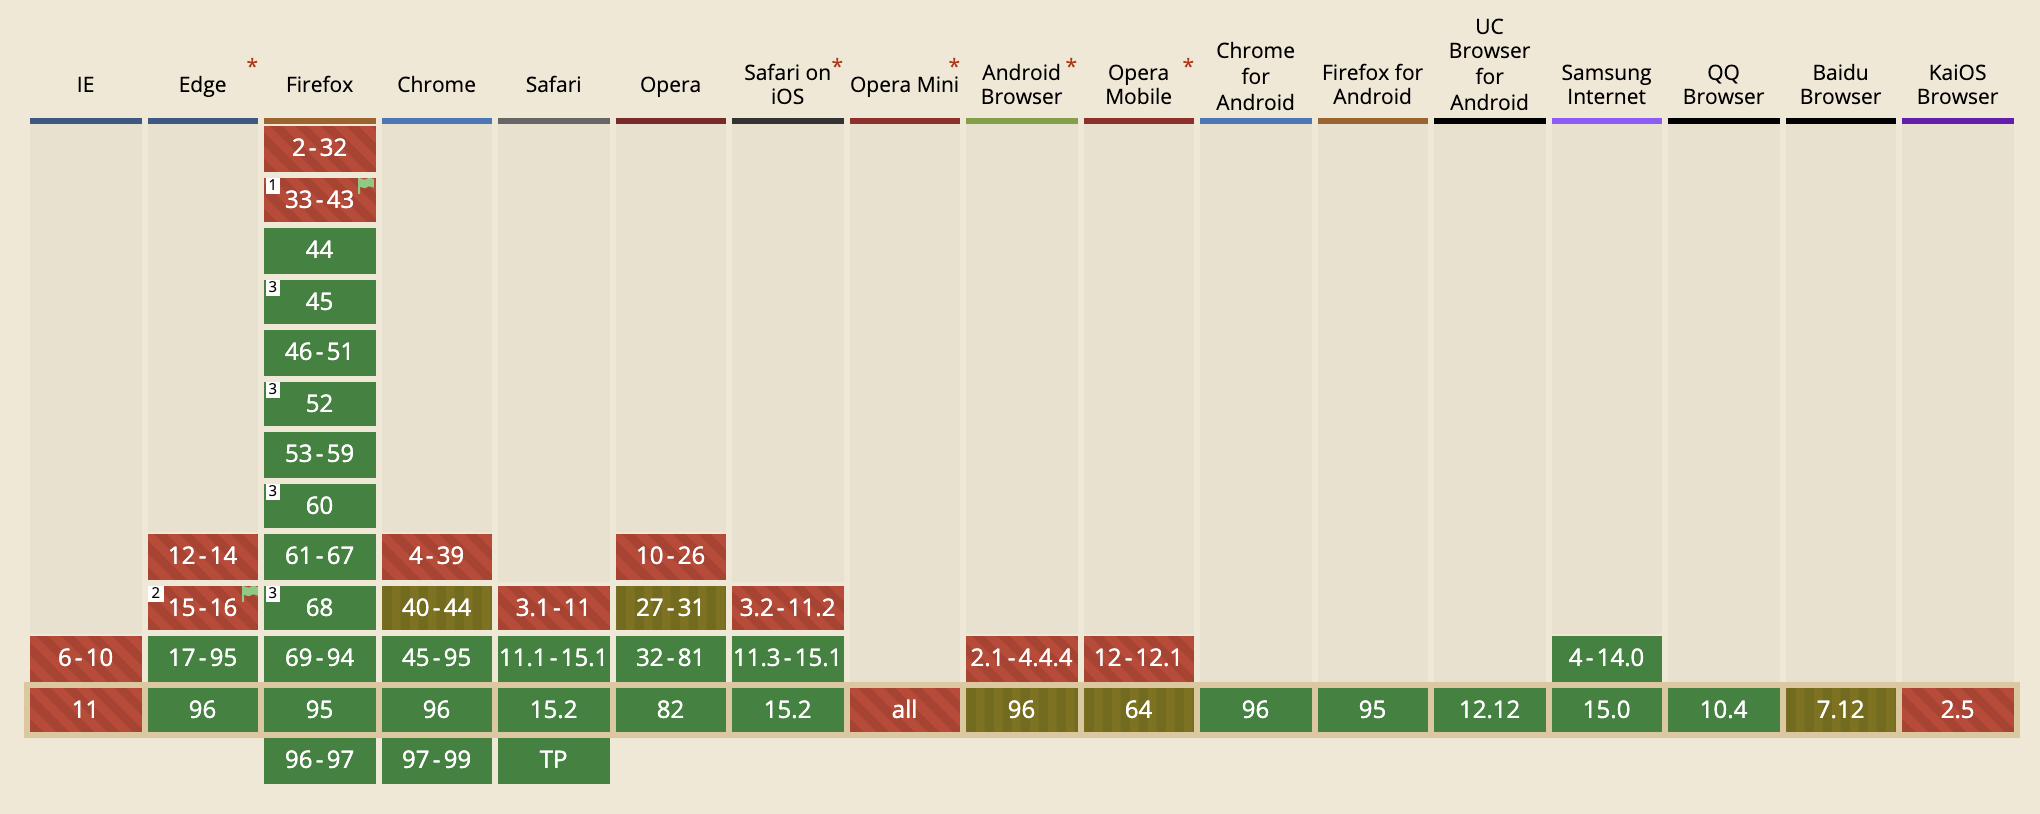 IE
Edge *
Firefox
Chrome
Safari
Opera
Safari on *
iOS
Opera Mini *
Android *
Browser
Opera *
Mobile
Chrome
for
Android
Firefox for
Android
UC
Browser
for
Android
Samsung
Internet
QQ
Browser
Baidu
Browser
KaiOS
Browser
2-32
1 33-43
44
3 45
46-51
3 52
53-59
3 60
12-14 61-67 4-39 10-26
2 15-16 3 68 40-44 3.1-11 27-31 3.2-11.2
6-10 17-95 69-94 45-95 11.1-15.1 32-81 11.3-15.1 2.1-4.4.4 12-12.1 4-14.0
11 96 95 96 15.2 82 15.2 all 96 64 96 95 12.12 15.0 10.4 7.12 2.5
96-97 97-99 TP